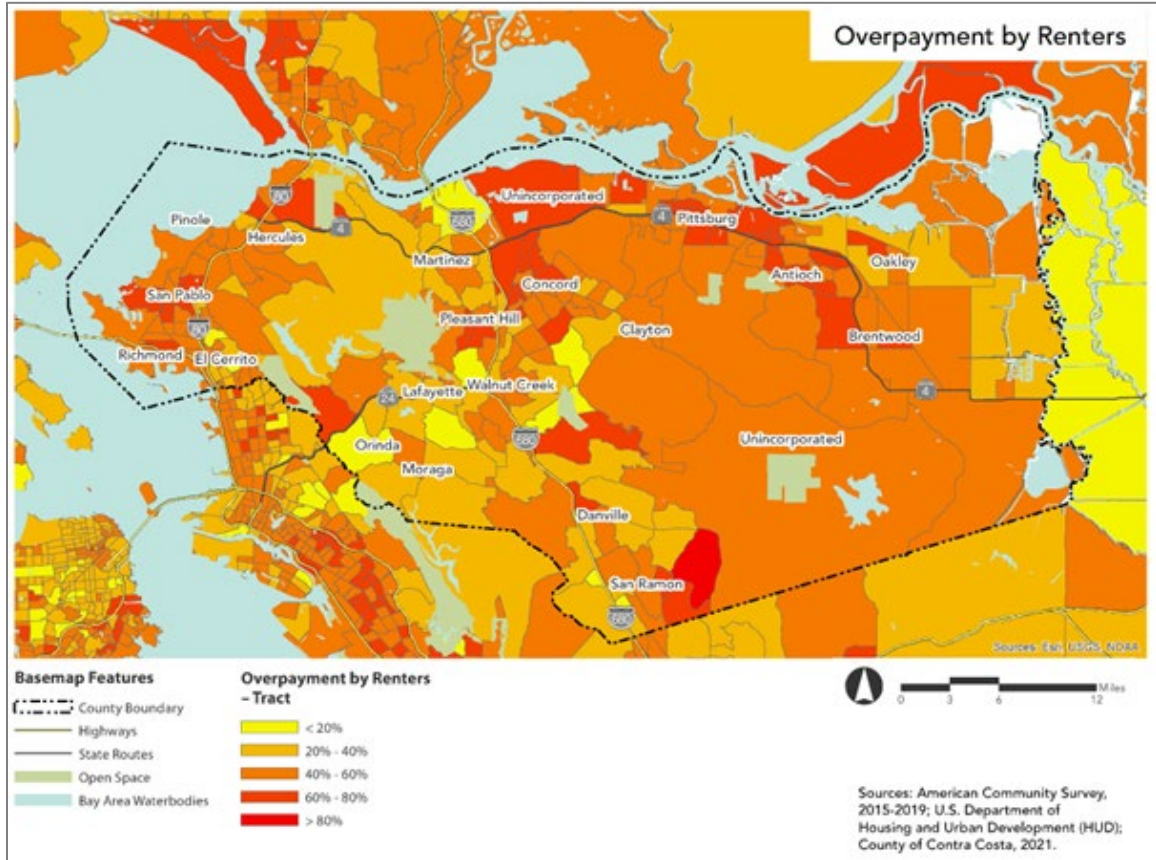 Overpayment by Renters
Unincorporated
80
Pinole
4
Pittsburg
680
Hercules
4
Martinez
Oakley
Antioch
Concord
San Pablo
Pleasant Hill
Clayton
80
Brentwood
Richmond
El Cerrito
Walnut Creek
Lafayette
24
4
Orinda
680
Unincorporated
Moraga
Danville
San Ramon
680
Sources: Esri, USGS, NOAA
Basemap Features
County Boundary
Highways
State Routes
Open Space
Bay Area Waterbodies
Overpayment by Renters
– Tract
< 20%
20% - 40%
40% - 60%
60% - 80%
> 80%
Miles
0 3 6 12
Sources: American Community Survey,
2015-2019; U.S. Department of
Housing and Urban Development (HUD);
County of Contra Costa, 2021.